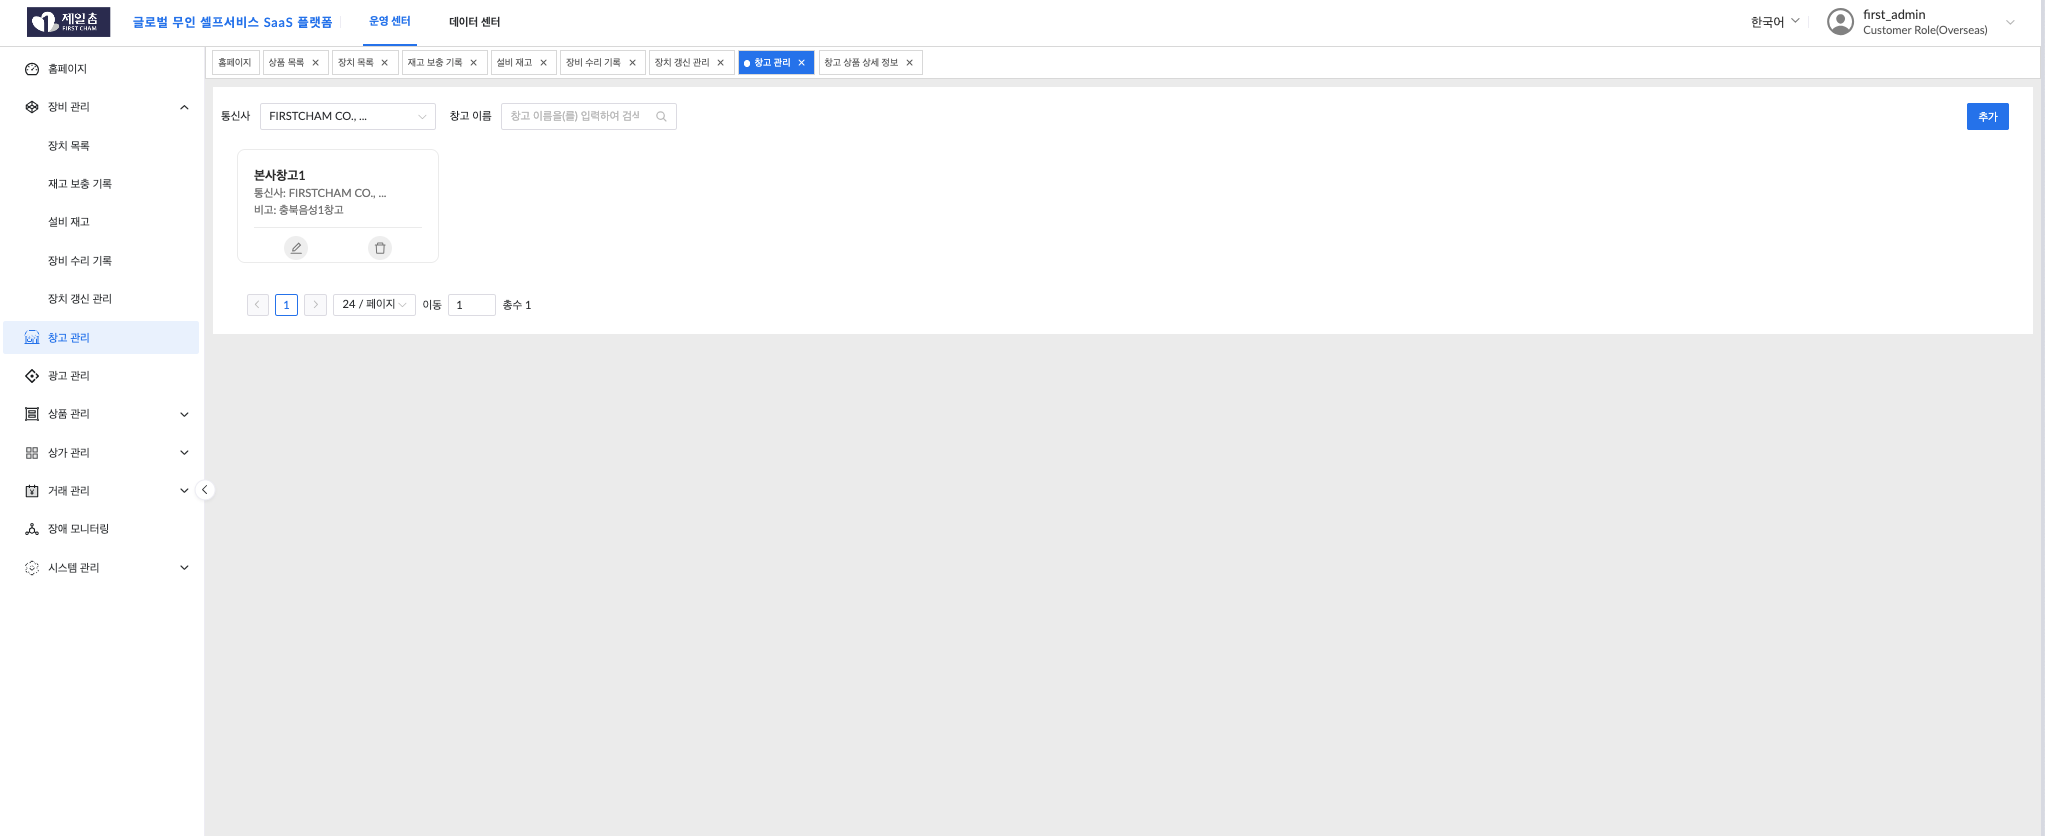 제일참
FIRST CHAM
글로벌 무인 셀프서비스 SaaS 플랫폼
운영 센터
데이터 센터
한국어
first_admin
Customer Role(Overseas)
홈페이지
상품 목록
장치 목록
재고 보충 기록
설비 재고
장비 수리 기록
장치 갱신 관리
창고 관리
창고 상품 상세 정보
홈페이지
장비 관리
장치 목록
재고 보충 기록
설비 재고
장비 수리 기록
장치 갱신 관리
창고 관리
광고 관리
상품 관리
상가 관리
거래 관리
장애 모니터링
시스템 관리
통신사
FIRSTCHAM CO., ...
창고 이름
창고 이름을(를) 입력하여 검색
추가
본사창고1
통신사: FIRSTCHAM CO., ...
비고: 충북음성1창고
1
24 / 페이지
이동
1
총수 1